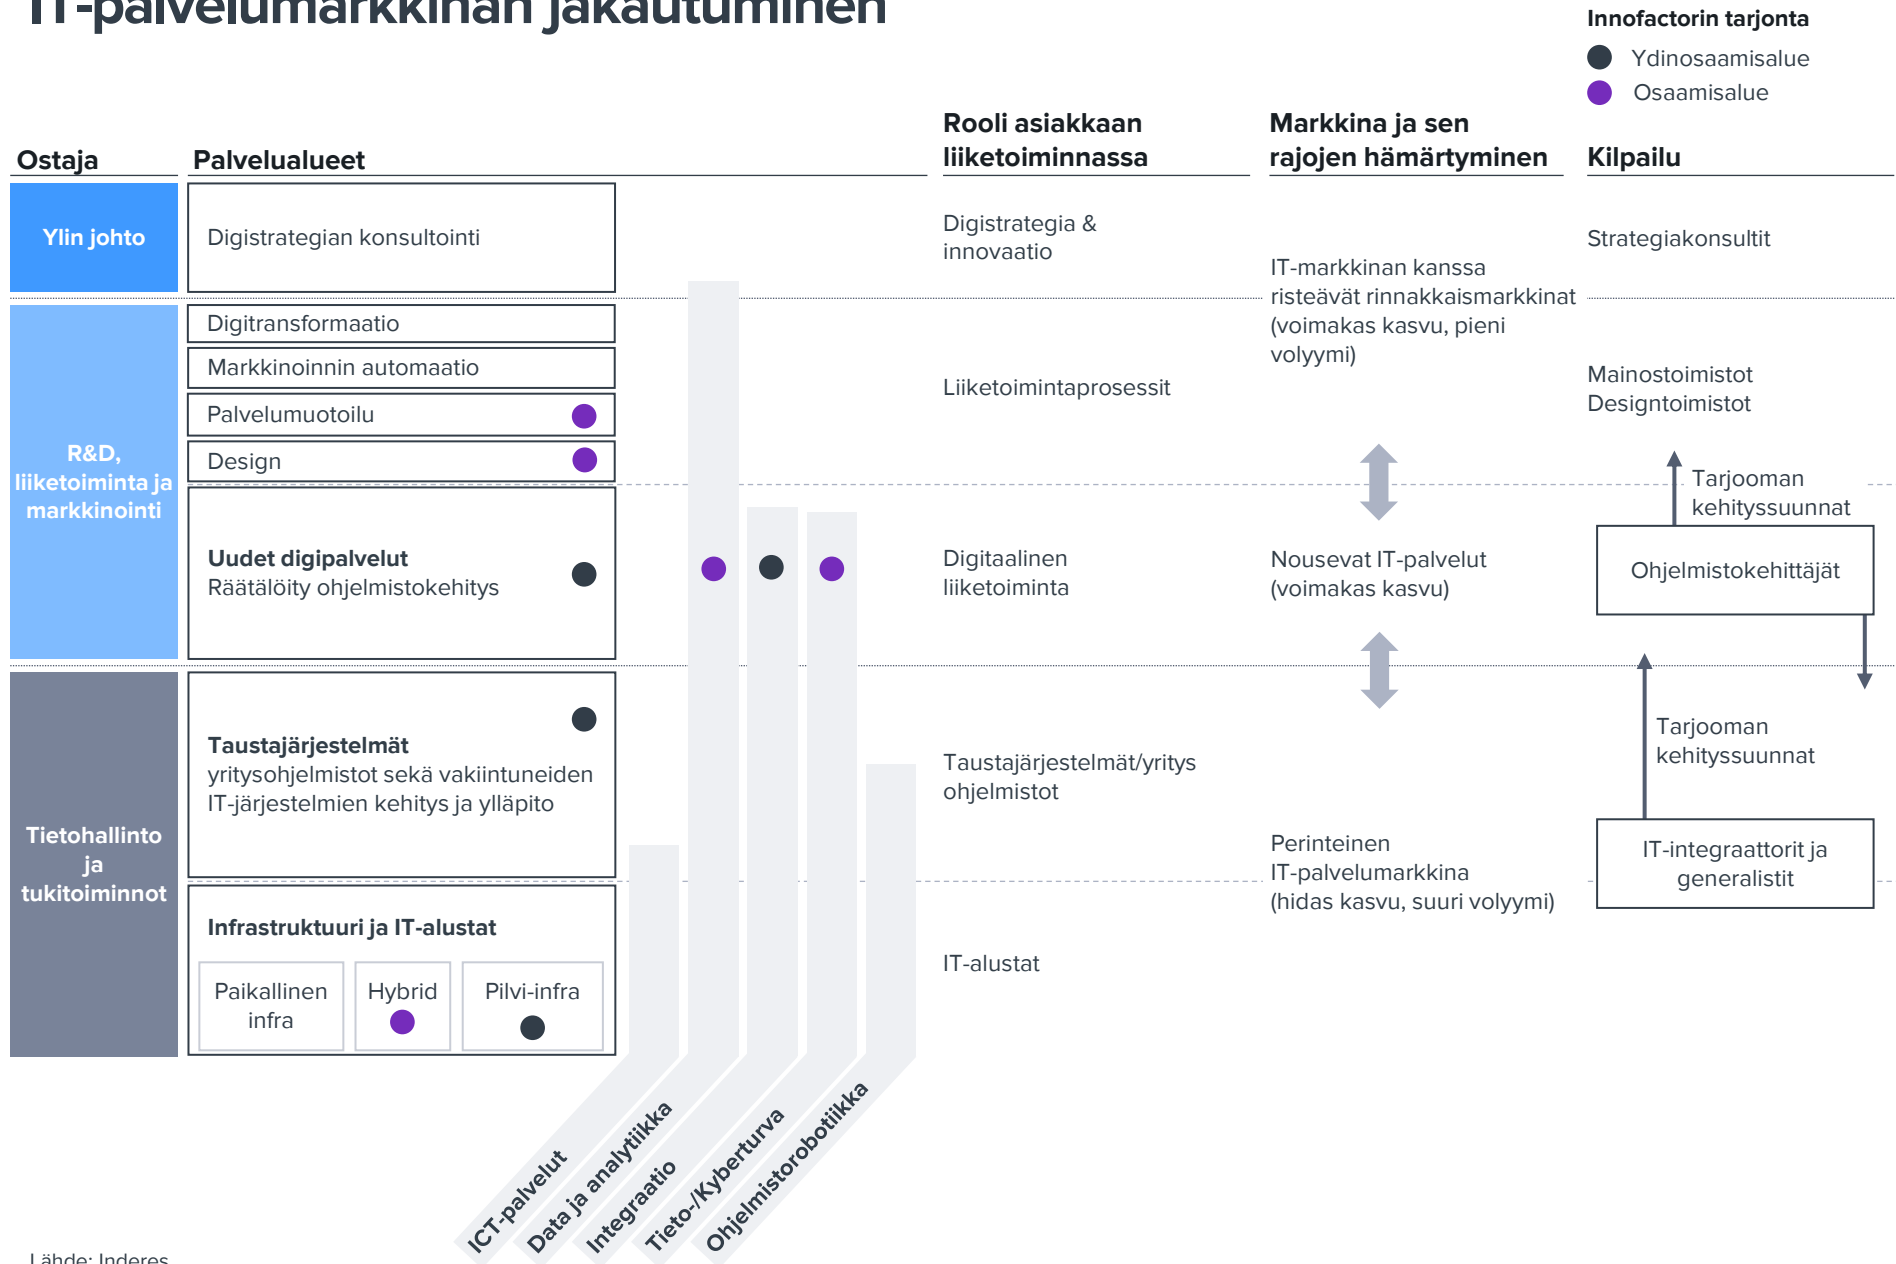 IT-palvelumarkkinan jakautuminen
Innofactorin tarjonta
Ydinosaamisalue
Osaamisalue
Ostaja
Palvelualueet
Rooli asiakkaan
liiketoiminnassa
Markkina ja sen
rajojen hämärtyminen
Kilpailu
Ylin johto
Digistrategian konsultointi
Digistrategia &
innovaatio
Strategiakonsultit
IT-markkinan kanssa
risteävät rinnakkaismarkkinat
(voimakas kasvu, pieni
volyymi)
R&D,
liiketoiminta ja
markkinointi
Digitransformaatio
Markkinoinnin automaatio
Palvelumuotoilu
Design
Liiketoimintaprosessit
Mainostoimistot
Designtoimistot
Tarjooman
kehityssuunnat
Uudet digipalvelut
Räätälöity ohjelmistokehitys
Digitaalinen
liiketoiminta
Nousevat IT-palvelut
(voimakas kasvu)
Ohjelmistokehittäjät
Tietohallinto
ja
tukitoiminnot
Taustajärjestelmät
yritysohjelmistot sekä vakiintuneiden
IT-järjestelmien kehitys ja ylläpito
Taustajärjestelmät/yritys
ohjelmistot
Tarjooman
kehityssuunnat
Perinteinen
IT-palvelumarkkina
(hidas kasvu, suuri volyymi)
IT-integraattorit ja
generalistit
Infrastruktuuri ja IT-alustat
Paikallinen
infra
Hybrid
Pilvi-infra
IT-alustat
ICT-palvelut
Data ja analytiikka
Integraatio
Tieto-/Kyberturva
Ohjelmistorobotiikka
Lähde: Inderes